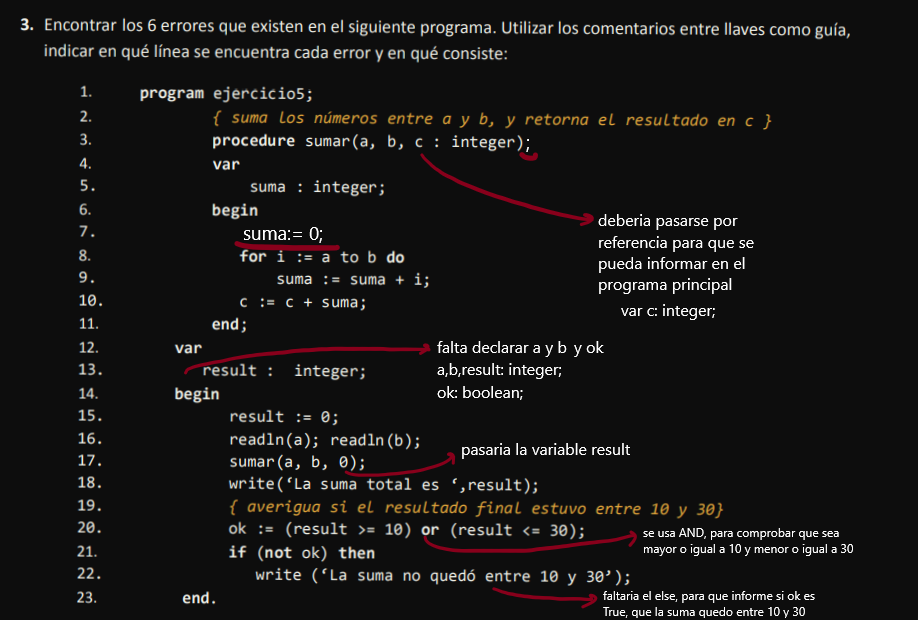 3. Encontrar los 6 errores que existen en el siguiente programa. Utilizar los comentarios entre llaves como guía,
indicar en qué línea se encuentra cada error y en qué consiste:
1. program ejercicio5;
2. { suma los números entre a y b, y retorna el resultado en c }
3. procedure sumar(a, b, c : integer);
4. var
5. suma : integer;
6. begin
7. suma:= 0;
8. for i := a to b do
9. suma := suma + i;
10. c := c + suma;
11. end;
deberia pasarse por
referencia para que se
pueda informar en el
programa principal
var c: integer;
12. var
13. result : integer;
14. begin
falta declarar a y b y ok
a,b,result: integer;
ok: boolean;
15. result := 0;
16. readln(a); readln(b);
17. sumar(a, b, 0);
pasaria la variable result
18. write(‘La suma total es ‘,result);
19. { averigua si el resultado final estuvo entre 10 y 30}
20. ok := (result >= 10) or (result <= 30);
se usa AND, para comprobar que sea
mayor o igual a 10 y menor o igual a 30
21. if (not ok) then
22. write (‘La suma no quedó entre 10 y 30’);
23. end.
faltaria el else, para que informe si ok es
True, que la suma quedo entre 10 y 30